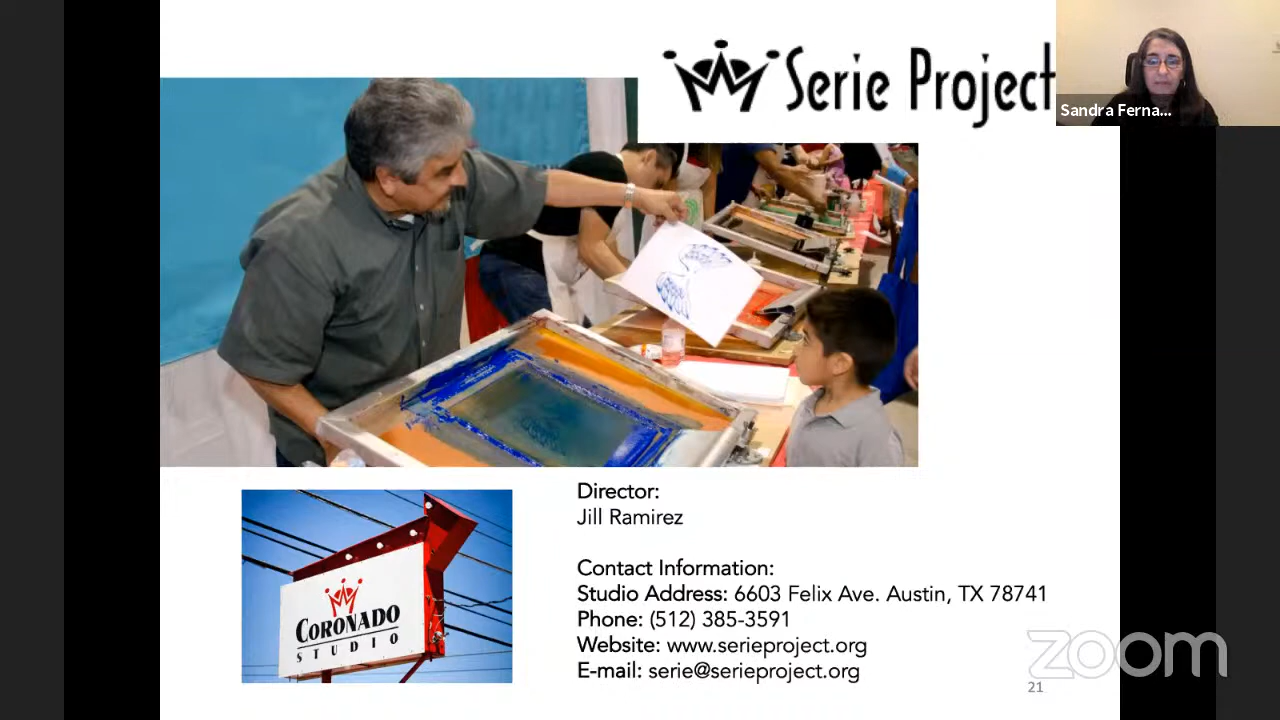 Serie Project
Sandra Ferna...
CORONADO
STUDIO
Director:
Jill Ramirez
Contact Information:
Studio Address: 6603 Felix Ave. Austin, TX 78741
Phone: (512) 385-3591
Website: www.serieproject.org
E-mail: serie@serieproject.org
zoom
21